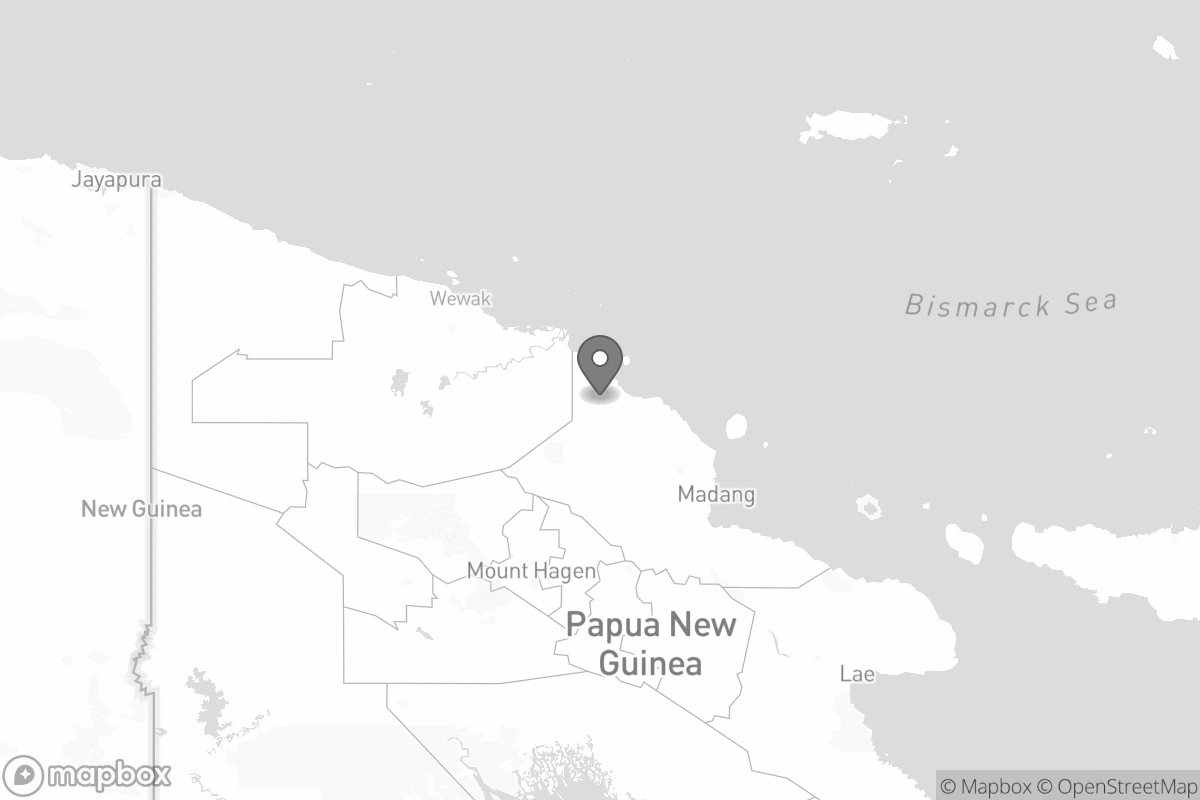 Jayapura
Wewak
Bismarck Sea
Madang
New Guinea
Mount Hagen
Papua New
Guinea
Lae
mapbox
© Mapbox © OpenStreetMap